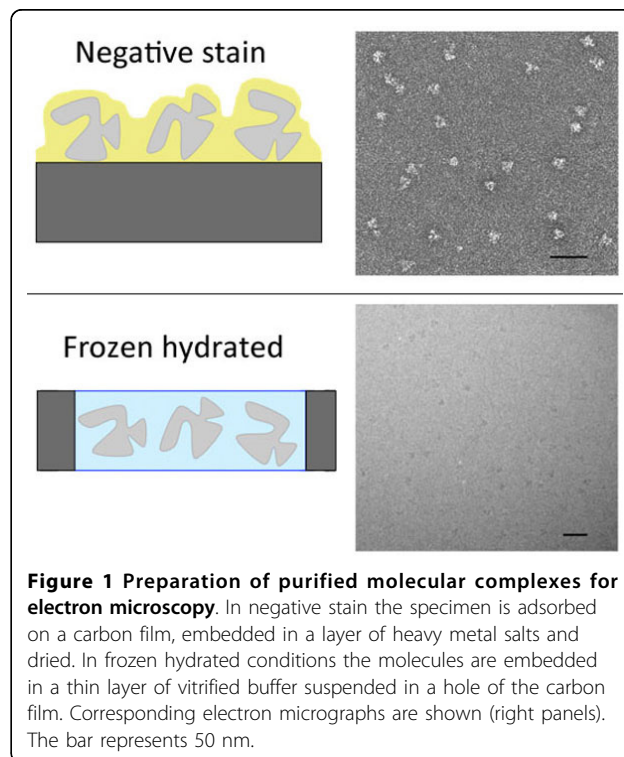 Negative stain
Frozen hydrated
Figure 1 Preparation of purified molecular complexes for
electron microscopy. In negative stain the specimen is adsorbed
on a carbon film, embedded in a layer of heavy metal salts and
dried. In frozen hydrated conditions the molecules are embedded
in a thin layer of vitrified buffer suspended in a hole of the carbon
film. Corresponding electron micrographs are shown (right panels).
The bar represents 50 nm.